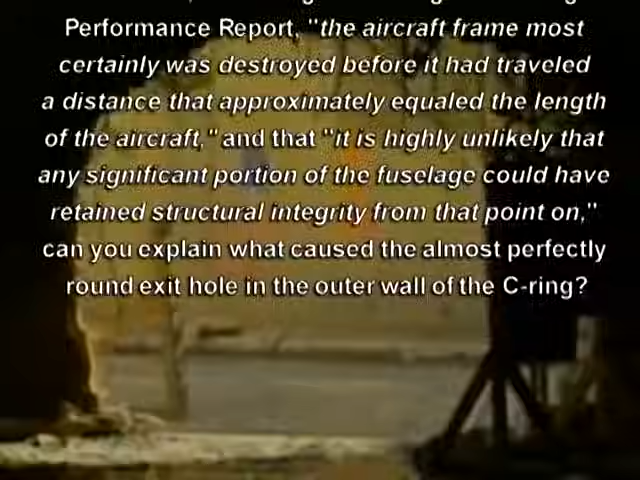 Performance Report, "the aircraft frame most
certainly was destroyed before it had traveled
a distance that approximately equaled the length
of the aircraft," and that "it is highly unlikely that
any significant portion of the fuselage could have
retained structural integrity from that point on,"
can you explain what caused the almost perfectly
round exit hole in the outer wall of the C-ring?